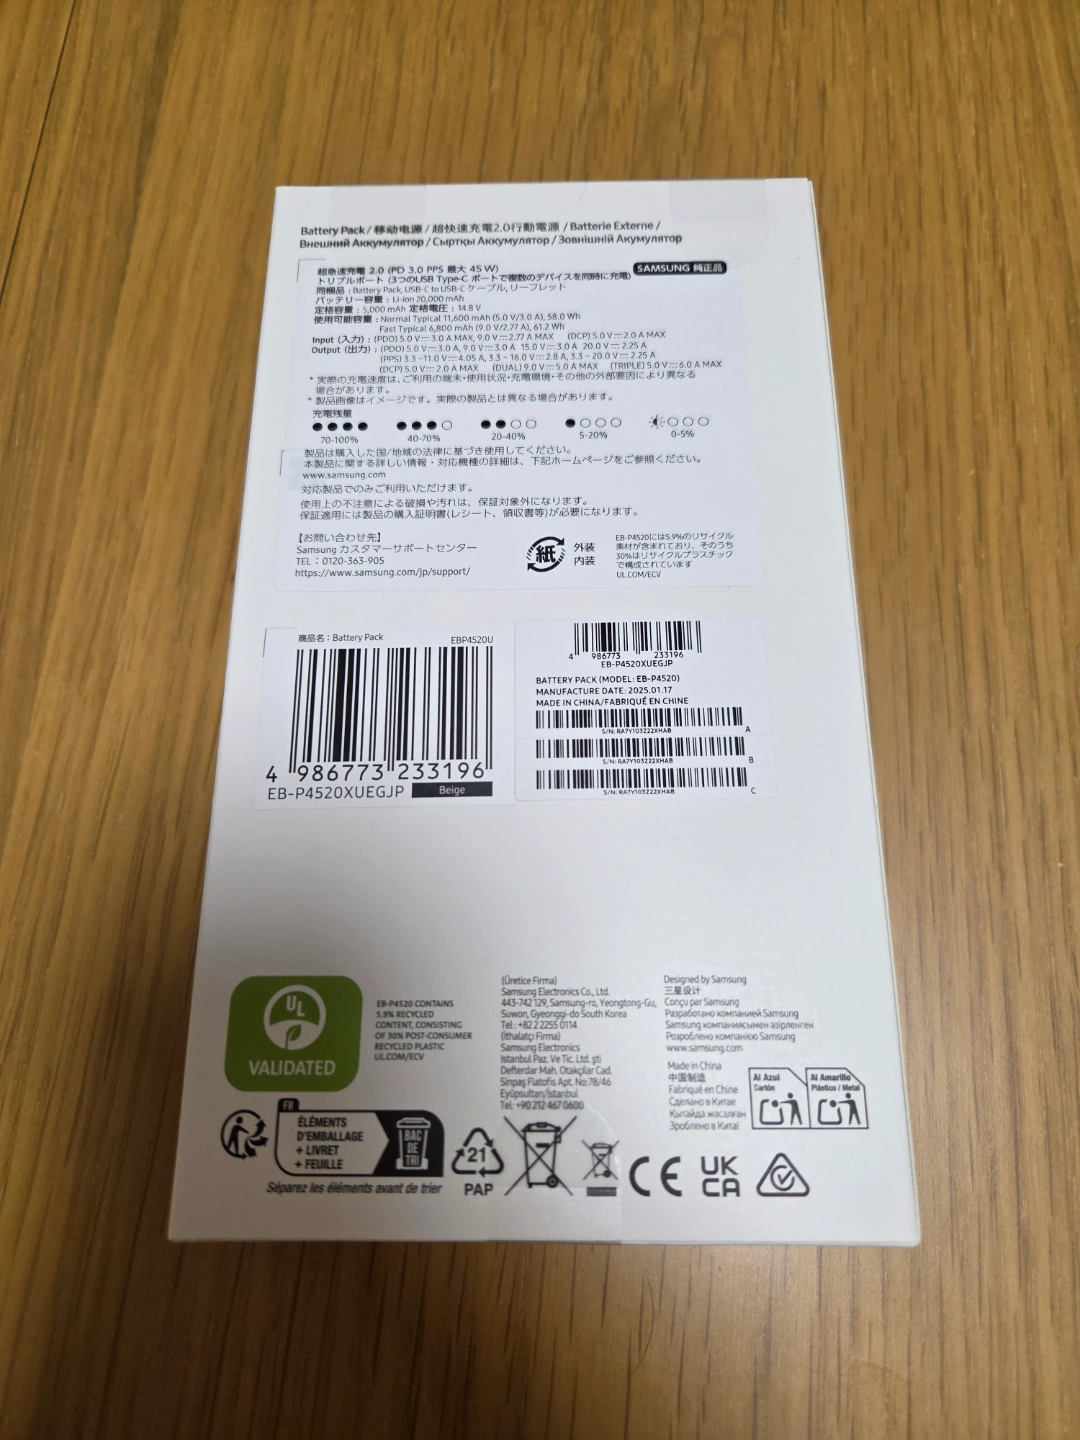 Battery Pack / 移动电源 / 超快速充電2.0行動電源 / Batterie Externe /
Внешний Аккумулятор / Сыртқы Аккумулятор / Зовнішній Акумулятор
超急速充電 2.0 (PD 3.0 PPS 最大 45 W)
SAMSUNG 純正品
トリプルポート (3つのUSB Type-C ポートで複数のデバイスを同時に充電)
同梱品 : Battery Pack, USB-C to USB-C ケーブル, リーフレット
バッテリー容量 : Li-ion 20,000 mAh
定格容量 : 5,000 mAh 定格電圧 : 14.8 V
使用可能容量 : Normal Typical 11,600 mAh (5.0 V/3.0 A), 58.0 Wh
Fast Typical 6,800 mAh (9.0 V/2.77 A), 61.2 Wh
Input (入力) : (PDO) 5.0 V⎓3.0 A MAX, 9.0 V⎓2.77 A MAX (DCP) 5.0 V⎓2.0 A MAX
Output (出力) : (PDO) 5.0 V⎓3.0 A, 9.0 V⎓3.0 A 15.0 V⎓3.0 A 20.0 V⎓2.25 A
(PPS) 3.3 -11.0 V⎓4.05 A, 3.3 - 16.0 V⎓2.8 A, 3.3 - 20.0 V⎓2.25 A
(DCP) 5.0 V⎓2.0 A MAX (DUAL) 9.0 V⎓5.0 A MAX (TRIPLE) 5.0 V⎓6.0 A MAX
* 実際の充電速度は、ご利用の端末・使用状況・充電環境・その他の外部要因により異なる
場合があります。
* 製品画像はイメージです。実際の製品とは異なる場合があります。
充電残量
70-100% 40-70% 20-40% 5-20% 0-5%
製品は購入した国/地域の法律に基づき使用してください。
本製品に関する詳しい情報・対応機種の詳細は、下記ホームページをご参照ください。
www.samsung.com
対応製品でのみご利用いただけます。
使用上の不注意による破損や汚れは、保証対象外になります。
保証適用には製品の購入証明書(レシート、領収書等)が必要になります。
【お問い合わせ先】
Samsung カスタマーサポートセンター
TEL : 0120-363-905
https://www.samsung.com/jp/support/
紙
外装
内装
EB-P4520には5.9%のリサイクル
素材が含まれており、そのうち
30%はリサイクルプラスチック
で構成されています
UL.COM/ECV
商品名 : Battery Pack EBP4520U
4 986773 233196
EB-P4520XUEGJP Beige
4 986773 233196
EB-P4520XUEGJP
BATTERY PACK (MODEL: EB-P4520)
MANUFACTURE DATE: 2025.01.17
MADE IN CHINA/FABRIQUÉ EN CHINE
S/N: RA7Y103Z22XHAB A
S/N: RA7Y103Z22XHAB B
S/N: RA7Y103Z22XHAB C
UL
VALIDATED
EB-P4520 CONTAINS
5.9% RECYCLED
CONTENT, CONSISTING
OF 30% POST-CONSUMER
RECYCLED PLASTIC
UL.COM/ECV
(Üretice Firma)
Samsung Electronics Co., Ltd.
443-742 129, Samsung-ro, Yeongtong-Gu,
Suwon, Gyeonggi-do South Korea
Tel : +82 2 2255 0114
(İthalatçı Firma)
Samsung Electronics
Istanbul Paz. Ve Tic. Ltd. şti
Defterdar Mah. Otakçilar Cad.
Sinpaş Flatofis Apt. No:78/46
Eyüpsultan/İstanbul
Tel: +90 212 467 0600
Designed by Samsung
三星设计
Conçu par Samsung
Разработано компанией Samsung
Samsung компаниясымен әзірленген
Розроблено компанією Samsung
www.samsung.com
Made in China
中国制造
Fabriqué en Chine
Сделано в Китае
Қытайда жасалған
Зроблено в Китаї
Al Azul
Cartón
Al Amarillo
Plástico / Metal
FR
ÉLÉMENTS
D'EMBALLAGE
+ LIVRET
+ FEUILLE
BAC
DE
TRI
Séparez les éléments avant de trier
21
PAP
CE
UK
CA